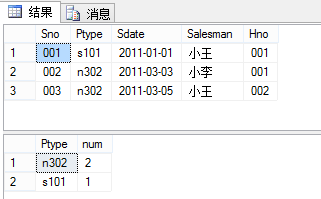 结果 消息
Sno Ptype Sdate Salesman Hno
1 001 s101 2011-01-01 小王 001
2 002 n302 2011-03-03 小李 001
3 003 n302 2011-03-05 小王 002
Ptype num
1 n302 2
2 s101 1